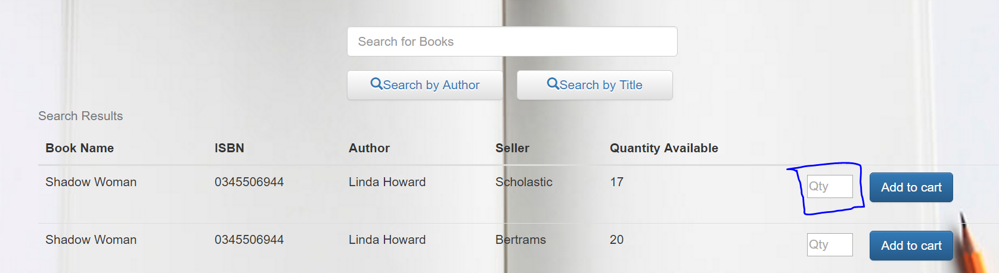 Search for Books
Search by Author Search by Title
Search Results
Book Name ISBN Author Seller Quantity Available
Shadow Woman 0345506944 Linda Howard Scholastic 17 Qty Add to cart
Shadow Woman 0345506944 Linda Howard Bertrams 20 Qty Add to cart